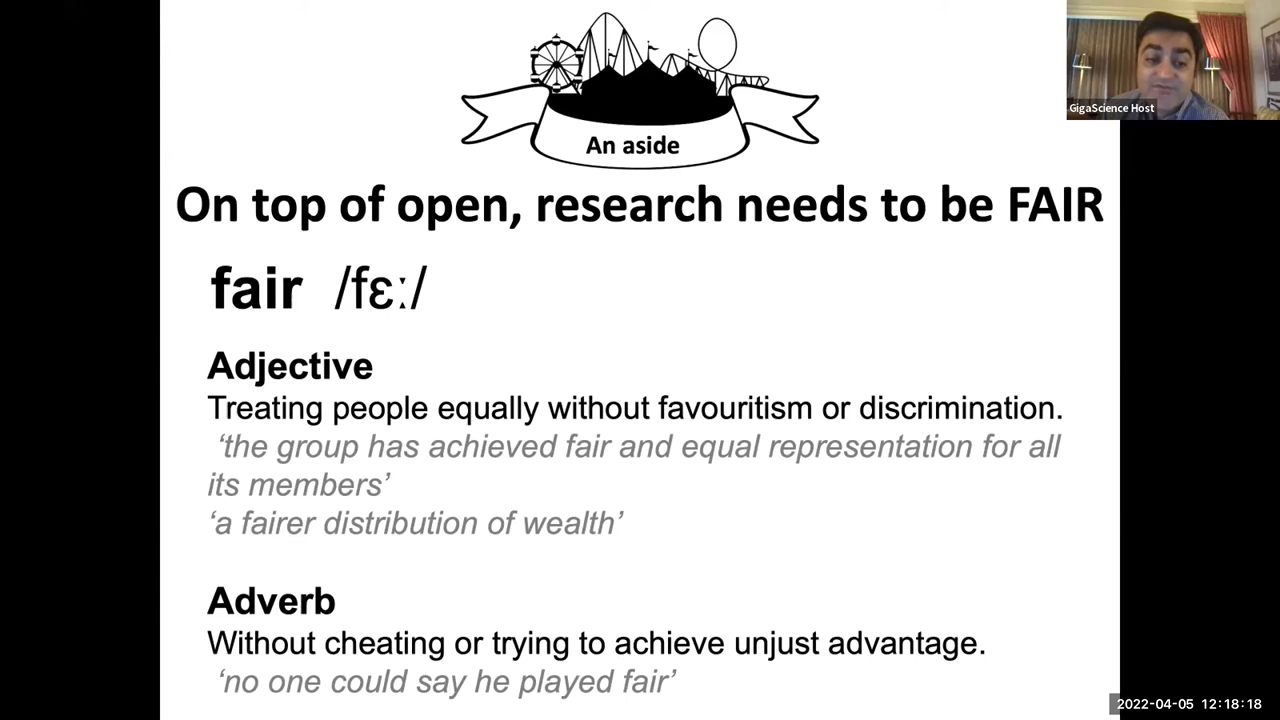 GigaScience Host
An aside
On top of open, research needs to be FAIR
fair /fɛː/
Adjective
Treating people equally without favouritism or discrimination.
‘the group has achieved fair and equal representation for all
its members’
‘a fairer distribution of wealth’
Adverb
Without cheating or trying to achieve unjust advantage.
‘no one could say he played fair’
2022-04-05 12:18:18